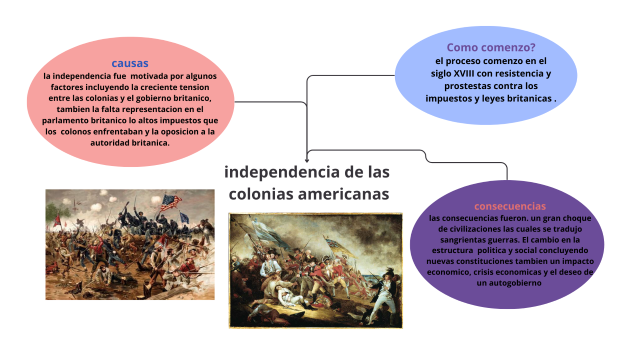 causas
la independencia fue motivada por algunos
factores incluyendo la creciente tension
entre las colonias y el gobierno britanico,
tambien la falta representacion en el
parlamento britanico lo altos impuestos que
los colonos enfrentaban y la oposicion a la
autoridad britanica.
Como comenzo?
el proceso comenzo en el
siglo XVIII con resistencia y
prostestas contra los
impuestos y leyes britanicas .
independencia de las
colonias americanas
consecuencias
las consecuencias fueron. un gran choque
de civilizaciones las cuales se tradujo
sangrientas guerras. El cambio en la
estructura politica y social concluyendo
nuevas constituciones tambien un impacto
economico, crisis economicas y el deseo de
un autogobierno